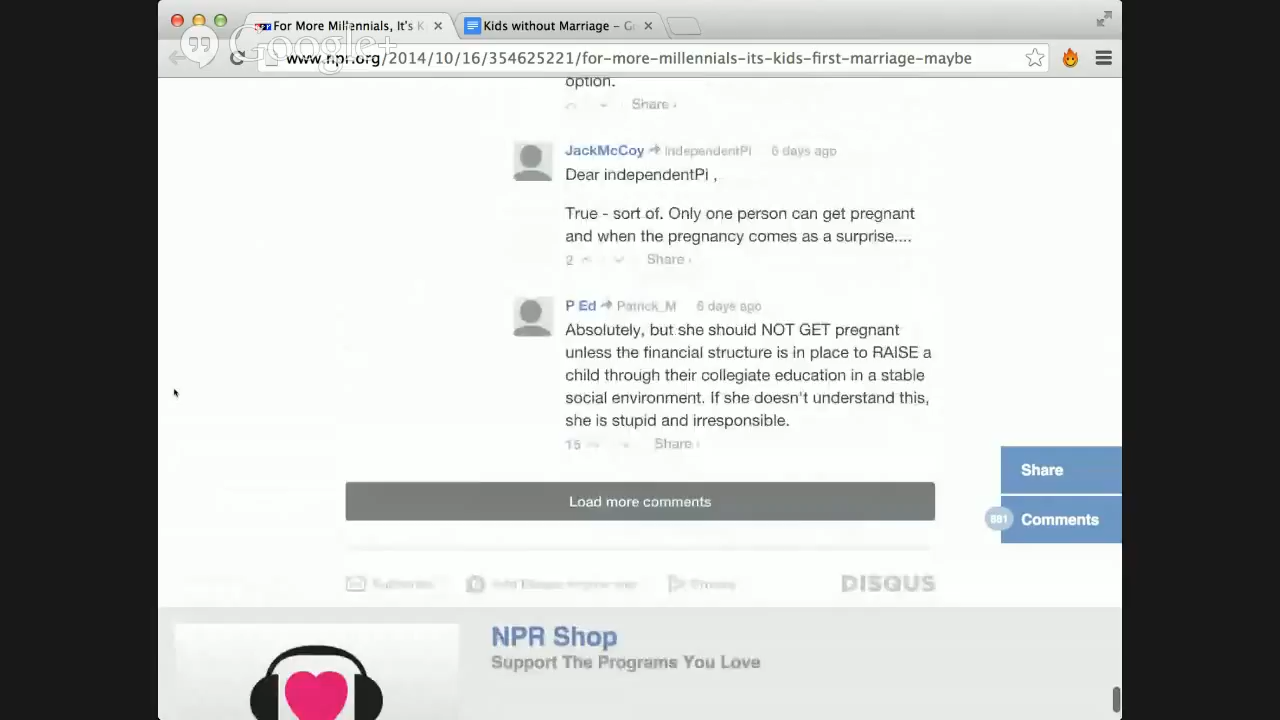 For More Millennials, It's K
Kids without Marriage - G
Google+
www.npr.org/2014/10/16/354625221/for-more-millennials-its-kids-first-marriage-maybe
option.
Share ›
JackMcCoy IndependentPi 6 days ago
Dear independentPi ,
True - sort of. Only one person can get pregnant
and when the pregnancy comes as a surprise....
2 Share ›
P Ed Patrick_M 6 days ago
Absolutely, but she should NOT GET pregnant
unless the financial structure is in place to RAISE a
child through their collegiate education in a stable
social environment. If she doesn't understand this,
she is stupid and irresponsible.
15 Share ›
Share
Load more comments
881 Comments
Subscribe
Privacy
DISQUS
NPR Shop
Support The Programs You Love